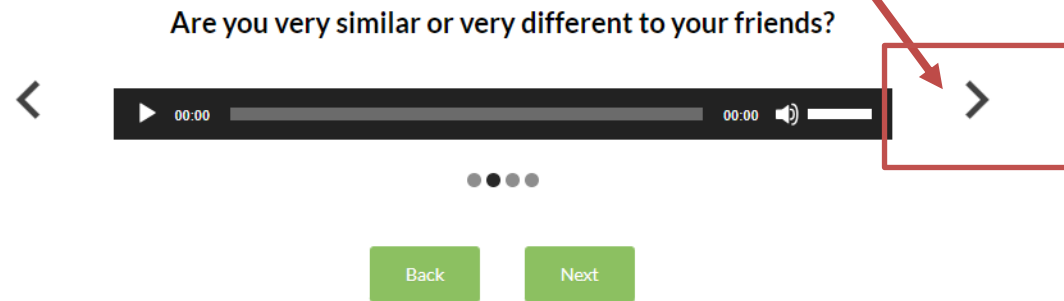 Are you very similar or very different to your friends?
00:00 00:00
Back Next